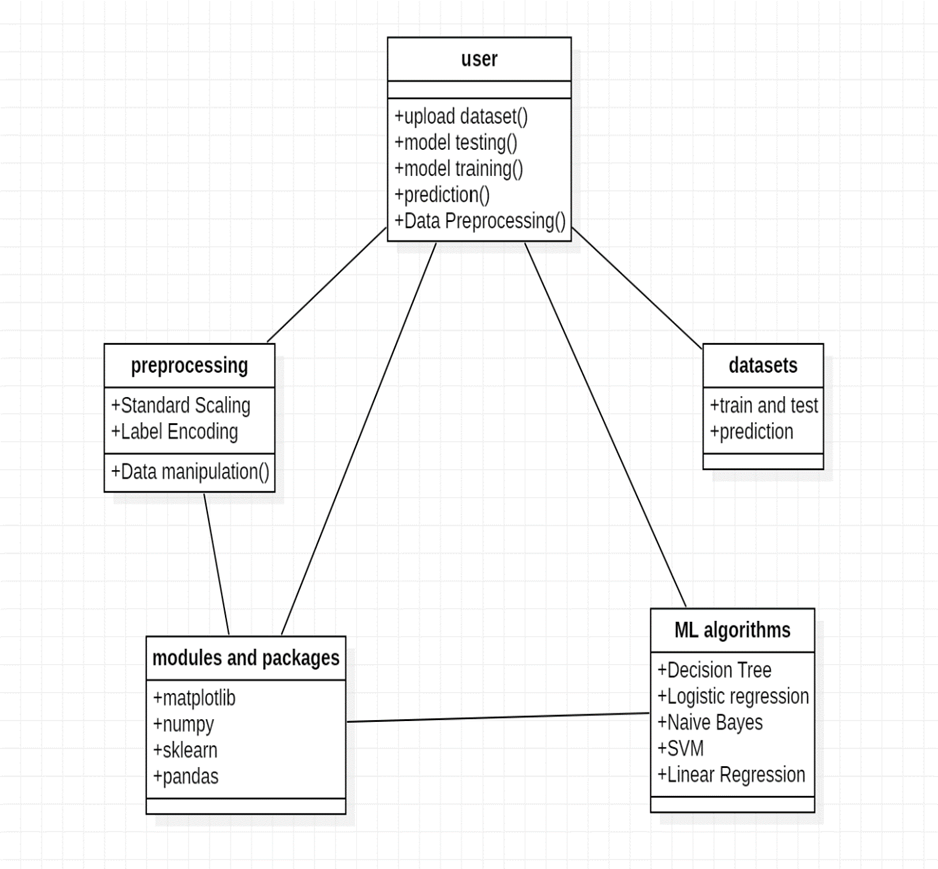 user
+upload dataset()
+model testing()
+model training()
+prediction()
+Data Preprocessing()
preprocessing
+Standard Scaling
+Label Encoding
+Data manipulation()
datasets
+train and test
+prediction
modules and packages
+matplotlib
+numpy
+sklearn
+pandas
ML algorithms
+Decision Tree
+Logistic regression
+Naive Bayes
+SVM
+Linear Regression